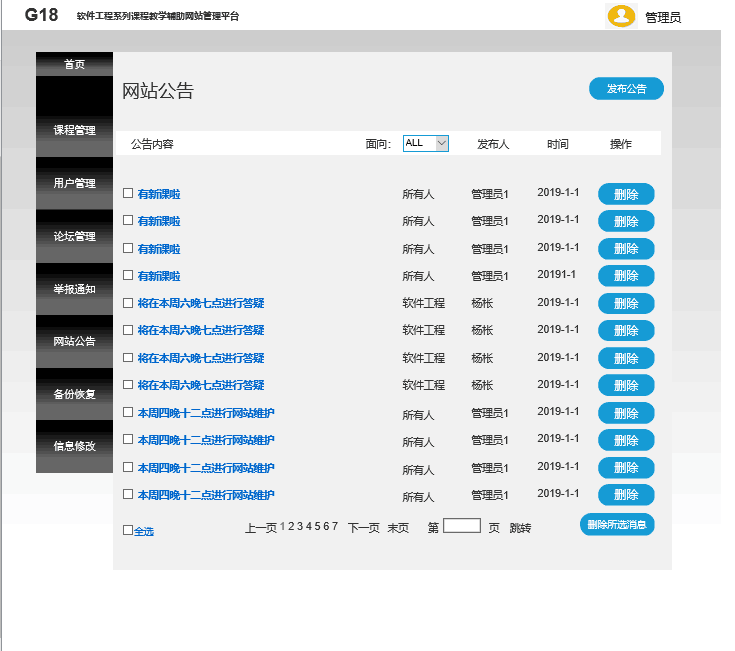 G18 软件工程系列课程教学辅助网站管理平台 管理员
首页
课程管理
用户管理
论坛管理
举报通知
网站公告
备份恢复
信息修改
网站公告 发布公告
公告内容 面向: ALL 发布人 时间 操作
有新课啦 所有人 管理员1 2019-1-1 删除
有新课啦 所有人 管理员1 2019-1-1 删除
有新课啦 所有人 管理员1 2019-1-1 删除
有新课啦 所有人 管理员1 20191-1 删除
将在本周六晚七点进行答疑 软件工程 杨枨 2019-1-1 删除
将在本周六晚七点进行答疑 软件工程 杨枨 2019-1-1 删除
将在本周六晚七点进行答疑 软件工程 杨枨 2019-1-1 删除
将在本周六晚七点进行答疑 软件工程 杨枨 2019-1-1 删除
本周四晚十二点进行网站维护 所有人 管理员1 2019-1-1 删除
本周四晚十二点进行网站维护 所有人 管理员1 2019-1-1 删除
本周四晚十二点进行网站维护 所有人 管理员1 2019-1-1 删除
本周四晚十二点进行网站维护 所有人 管理员1 2019-1-1 删除
全选 上一页 1 2 3 4 5 6 7 下一页 末页 第 页 跳转 删除所选消息